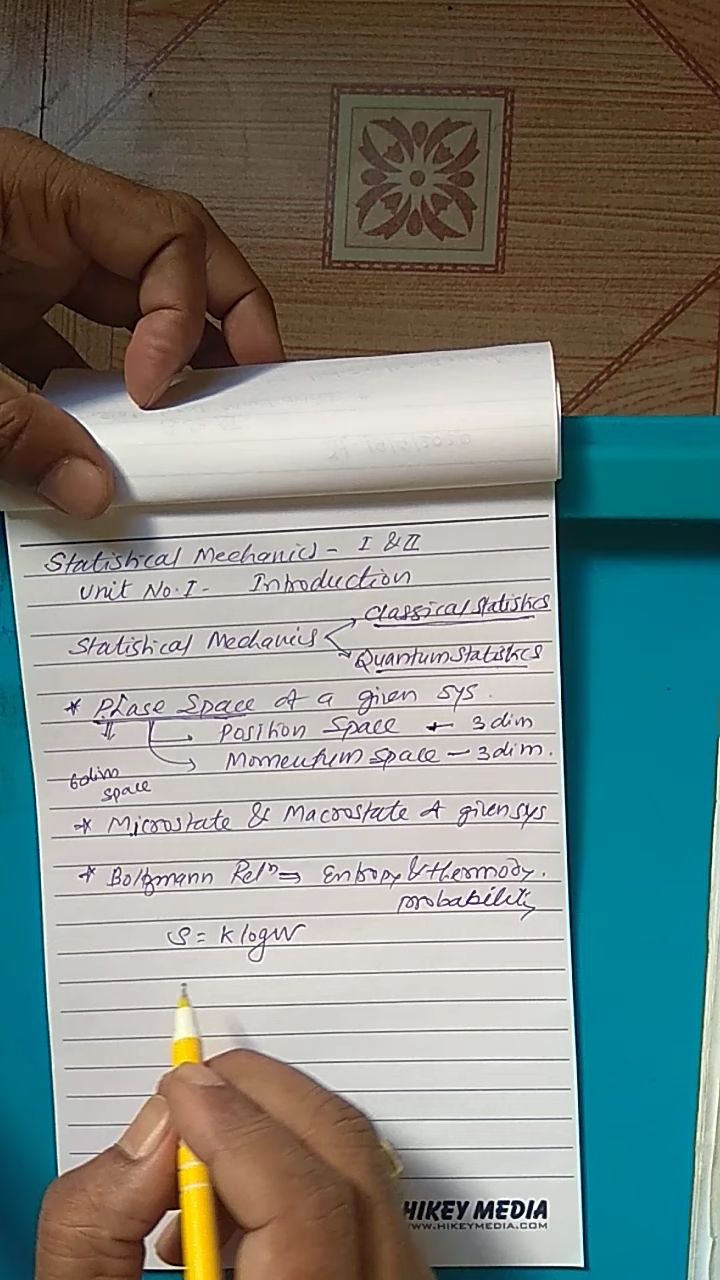 Statistical Mechanics - I & II
Unit No. I - Introduction
Statistical Mechanics
Classical Statistics
Quantum Statistics
* Phase Space of a given sys.
Position Space - 3 dim
Momentum space - 3 dim.
6 dim
space
* Microstate & Macrostate of given sys
* Boltzmann Relⁿ ⇒ Entropy & thermody.
probability
S = K log W
HIKEY MEDIA
WWW.HIKEYMEDIA.COM